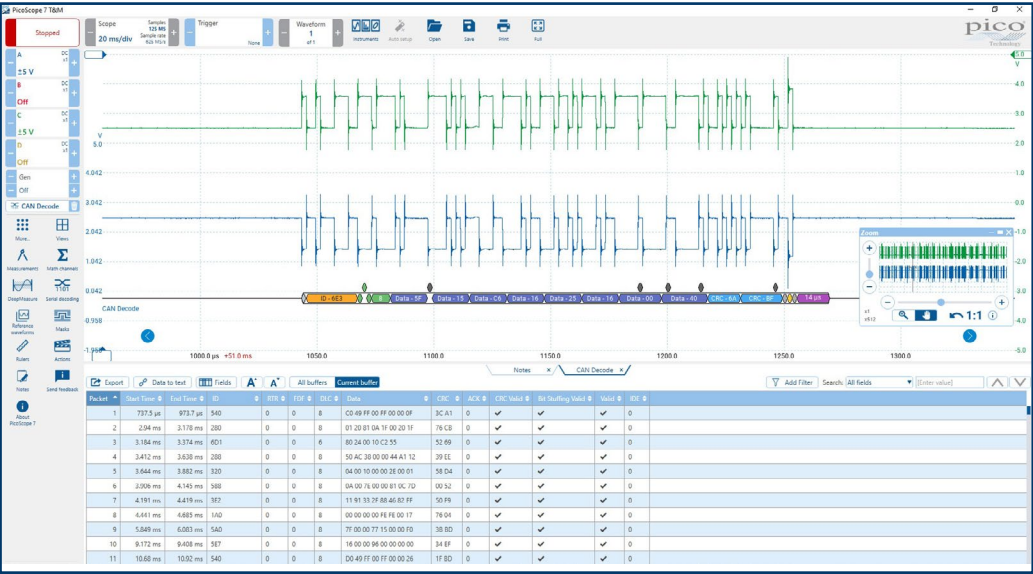 PicoScope 7 T&M
Stopped
Scope
20 ms/div
Samples
125 MS
Sample rate
625 MS/s
Trigger
None
Waveform
1
of 1
Instruments
Auto setup
Open
Save
Print
Full
pico
Technology
A
DC
x1
±5 V
B
DC
x1
Off
C
DC
x1
±5 V
D
DC
x1
Off
Gen
Off
CAN Decode
More...
Views
Measurements
Math channels
DeepMeasure
Serial decoding
Reference waveforms
Masks
Rulers
Actions
Notes
Send feedback
About PicoScope 7
V
5.0
4.042
3.042
2.042
1.042
0.042
-0.958
-1.958
5.0
V
4.0
3.0
2.0
1.0
0.0
-1.0
-2.0
-3.0
-4.0
-5.0
CAN Decode
ID - 6E3
8
Data - 5F
Data - 15
Data - C6
Data - 16
Data - 25
Data - 16
Data - 00
Data - 40
CRC - 6A
CRC - BF
14 µs
Zoom
x1
x613
1:1
1000.0 µs +51.0 ms 1050.0 1100.0 1150.0 1200.0 1250.0 1300.0
Notes x CAN Decode x
Export Data to text Fields A A All buffers Current buffer Add Filter Search: All fields [Enter value]
Packet Start Time End Time ID RTR FDF DLC Data CRC ACK CRC Valid Bit Stuffing Valid Valid IDE
1 737.5 µs 973.7 µs 540 0 0 8 C0 49 FF 00 FF 00 00 0F 3C A1 0 ✔ ✔ ✔ 0
2 2.94 ms 3.178 ms 280 0 0 8 01 20 81 0A 1F 00 20 1F 76 CB 0 ✔ ✔ ✔ 0
3 3.184 ms 3.374 ms 6D1 0 0 6 80 24 00 10 C2 55 52 69 0 ✔ ✔ ✔ 0
4 3.412 ms 3.638 ms 288 0 0 8 50 AC 38 00 00 44 A1 12 39 EE 0 ✔ ✔ ✔ 0
5 3.644 ms 3.882 ms 320 0 0 8 04 00 10 00 00 2E 00 01 58 D4 0 ✔ ✔ ✔ 0
6 3.906 ms 4.145 ms 588 0 0 8 0A 00 7E 00 00 81 0C 7D 00 52 0 ✔ ✔ ✔ 0
7 4.191 ms 4.419 ms 3E2 0 0 8 11 91 33 2F 88 46 82 FF 50 F9 0 ✔ ✔ ✔ 0
8 4.441 ms 4.685 ms 1A0 0 0 8 00 00 00 00 FE FE 00 17 76 04 0 ✔ ✔ ✔ 0
9 5.849 ms 6.083 ms 5A0 0 0 8 7F 00 00 77 15 00 00 F0 38 BD 0 ✔ ✔ ✔ 0
10 9.172 ms 9.408 ms 5E7 0 0 8 16 00 00 96 00 00 00 00 34 EF 0 ✔ ✔ ✔ 0
11 10.68 ms 10.92 ms 540 0 0 8 D0 49 FF 00 FF 00 00 26 1F BD 0 ✔ ✔ ✔ 0